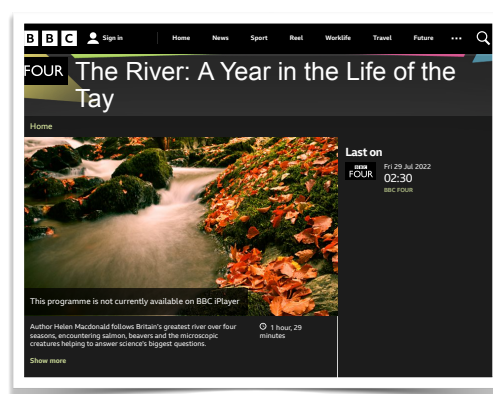 BBC Sign in Home News Sport Reel Worklife Travel Future
FOUR The River: A Year in the Life of the
Tay
Home
Last on
BBC FOUR
Fri 29 Jul 2022
02:30
BBC FOUR
This programme is not currently available on BBC iPlayer
Author Helen Macdonald follows Britain's greatest river over four
seasons, encountering salmon, beavers and the microscopic
creatures helping to answer science's biggest questions.
1 hour, 29
minutes
Show more